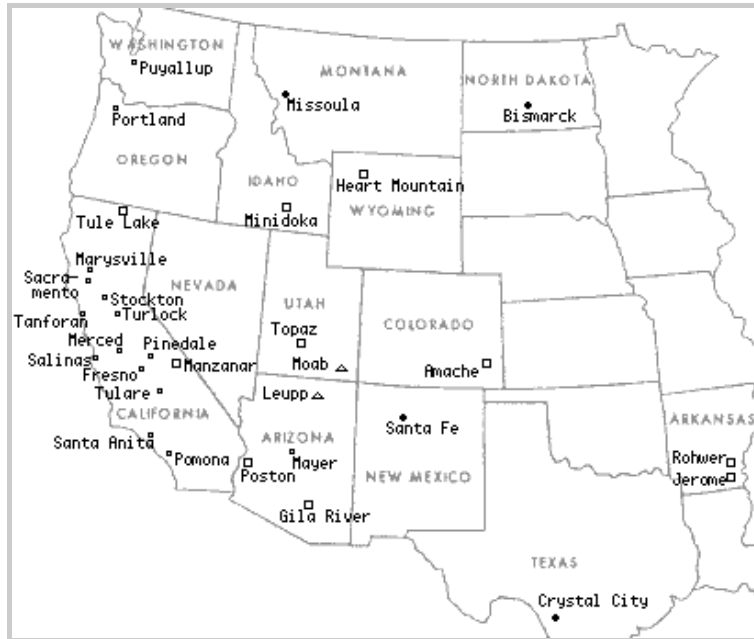 WASHINGTON
Puyallup
MONTANA
NORTH DAKOTA
Missoula
Bismarck
Portland
OREGON
IDAHO
Heart Mountain
WYOMING
Minidoka
Tule Lake
Marysville
Sacra-
mento
NEVADA
Stockton
Turlock
Tanforan
UTAH
Topaz
COLORADO
Merced
Pinedale
Salinas
Manzanar
Moab
Amache
Fresno
Tulare
Leupp
CALIFORNIA
Santa Fe
ARKANSAS
Santa Anita
ARIZONA
Pomona
Mayer
Poston
NEW MEXICO
Rohwer
Jerome
Gila River
TEXAS
Crystal City